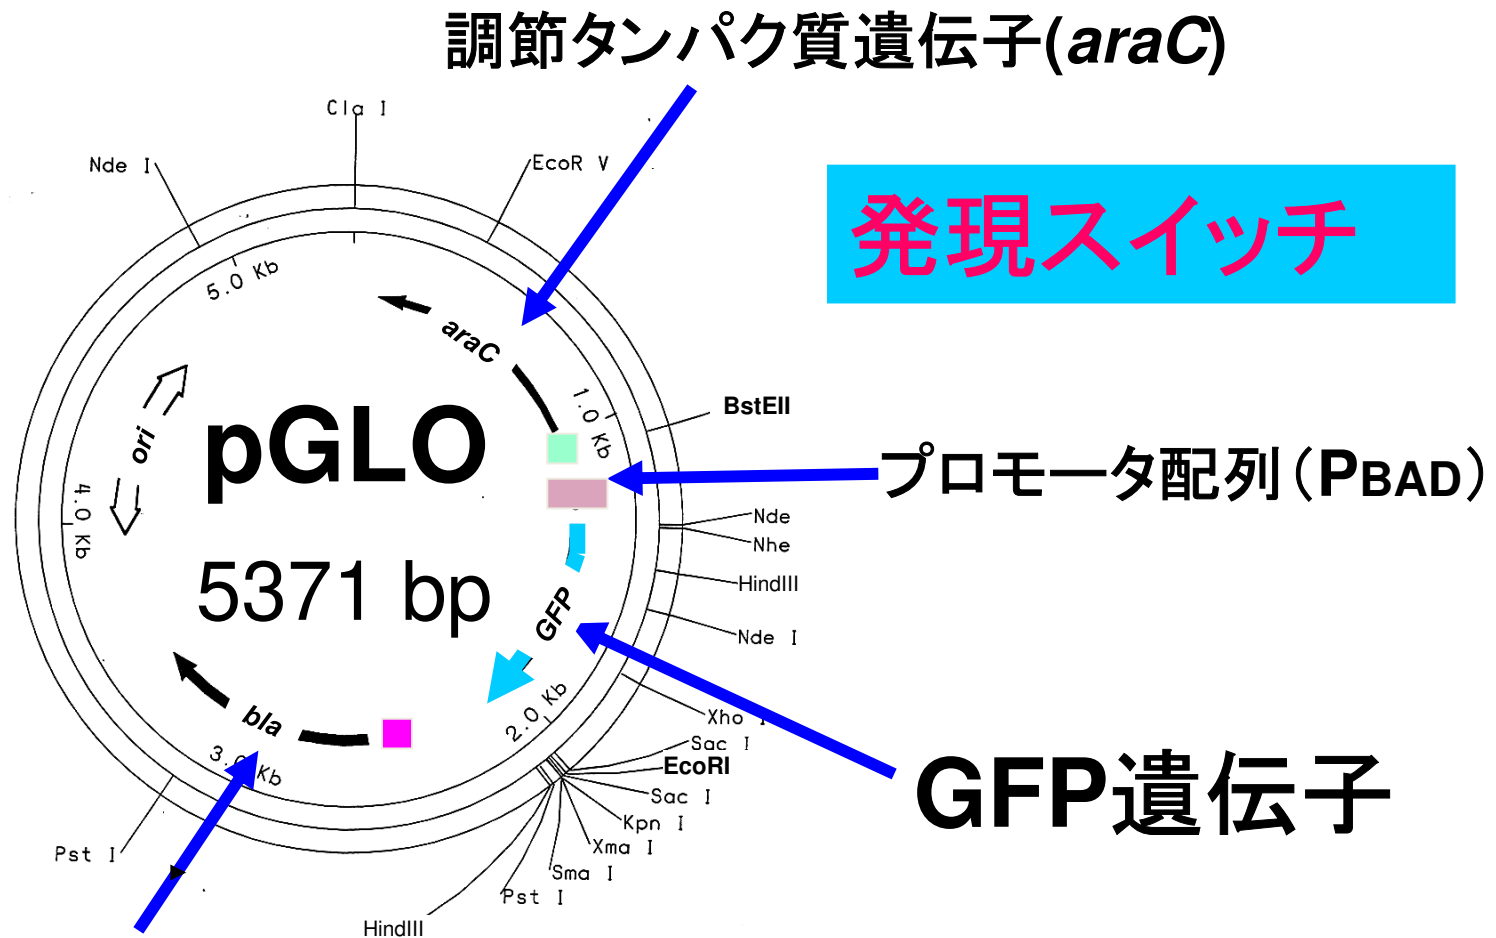 調節タンパク質遺伝子(araC)
Cla I
Nde I
EcoR V
発現スイッチ
5.0 Kb
araC
1.0 Kb
BstEII
ori
pGLO
プロモータ配列（PBAD）
4.0 Kb
Nde
Nhe
5371 bp
HindIII
GFP
Nde I
2.0 Kb
Xho I
bla
3.0 Kb
Sac I
EcoRI
GFP遺伝子
Sac I
Kpn I
Xma I
Pst I
Sma I
Pst I
HindIII